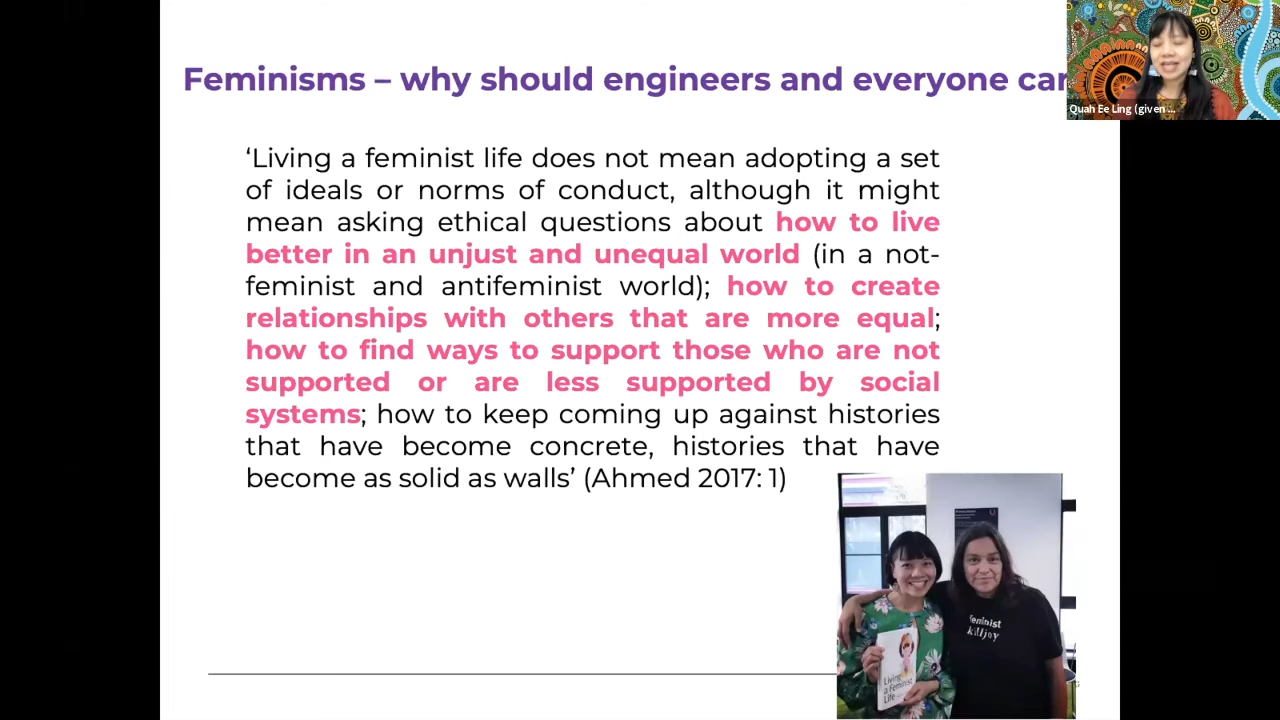 Feminisms – why should engineers and everyone car
Quah Ee Ling (given ...
‘Living a feminist life does not mean adopting a set
of ideals or norms of conduct, although it might
mean asking ethical questions about how to live
better in an unjust and unequal world (in a not-
feminist and antifeminist world); how to create
relationships with others that are more equal;
how to find ways to support those who are not
supported or are less supported by social
systems; how to keep coming up against histories
that have become concrete, histories that have
become as solid as walls’ (Ahmed 2017: 1)
feminist
killjoy
Living
a Feminist
Life